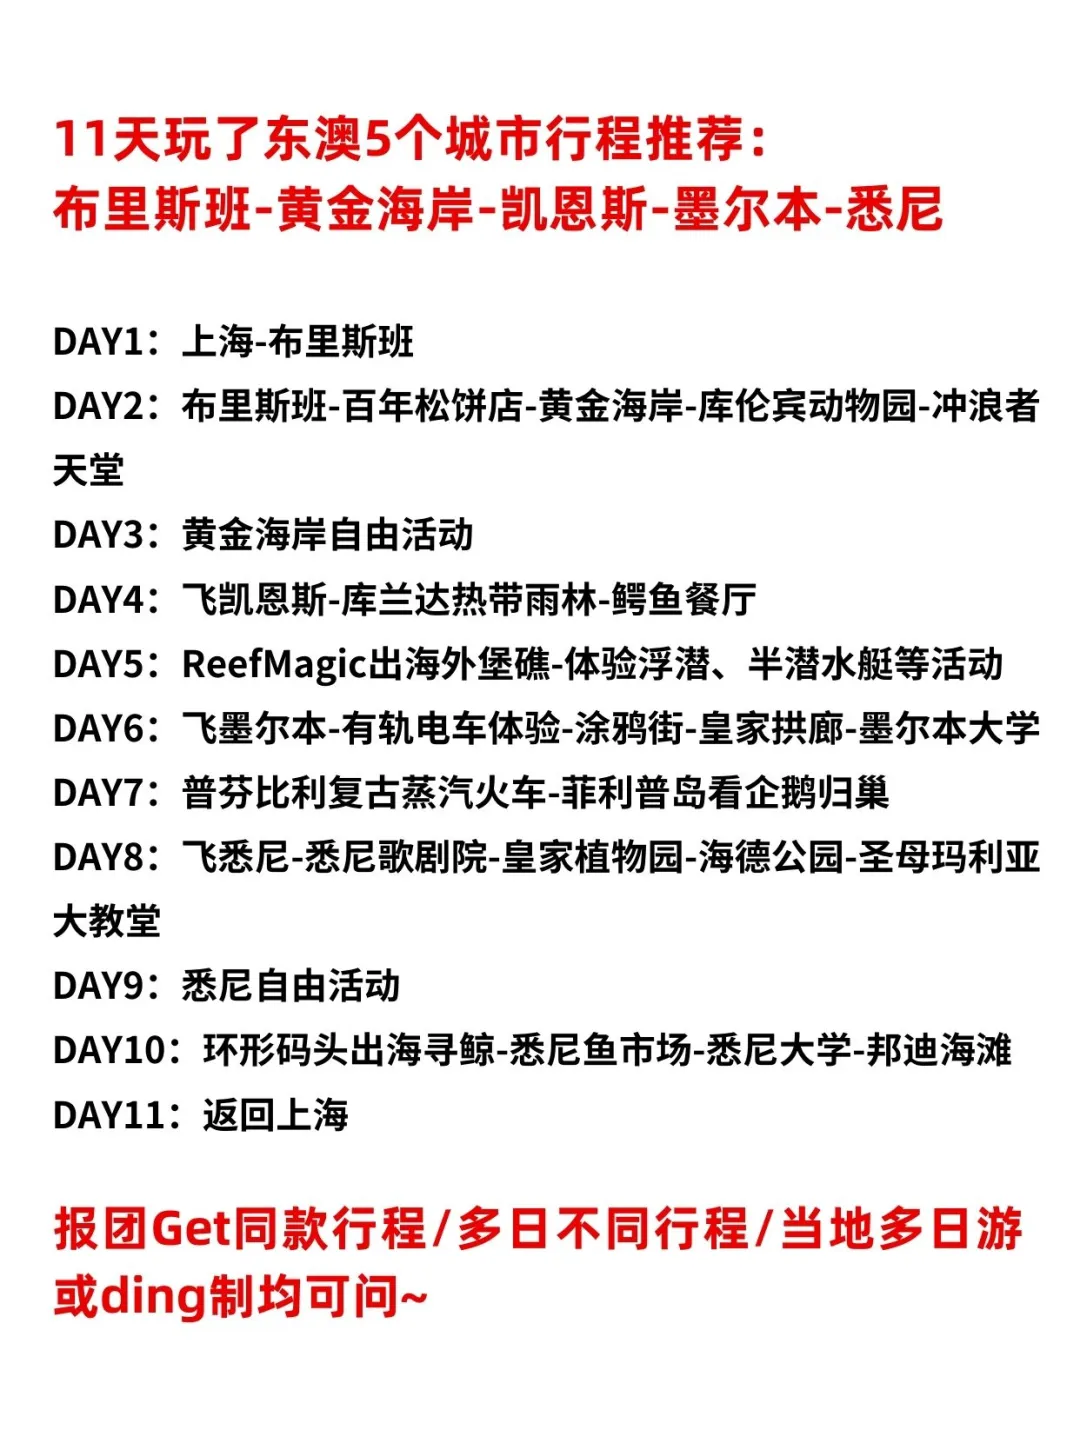 11天玩了东澳5个城市行程推荐：
布里斯班-黄金海岸-凯恩斯-墨尔本-悉尼
DAY1：上海-布里斯班
DAY2：布里斯班-百年松饼店-黄金海岸-库伦宾动物园-冲浪者
天堂
DAY3：黄金海岸自由活动
DAY4：飞凯恩斯-库兰达热带雨林-鳄鱼餐厅
DAY5：ReefMagic出海外堡礁-体验浮潜、半潜水艇等活动
DAY6：飞墨尔本-有轨电车体验-涂鸦街-皇家拱廊-墨尔本大学
DAY7：普芬比利复古蒸汽火车-菲利普岛看企鹅归巢
DAY8：飞悉尼-悉尼歌剧院-皇家植物园-海德公园-圣母玛利亚
大教堂
DAY9：悉尼自由活动
DAY10：环形码头出海寻鲸-悉尼鱼市场-悉尼大学-邦迪海滩
DAY11：返回上海
报团Get同款行程/多日不同行程/当地多日游
或ding制均可问~